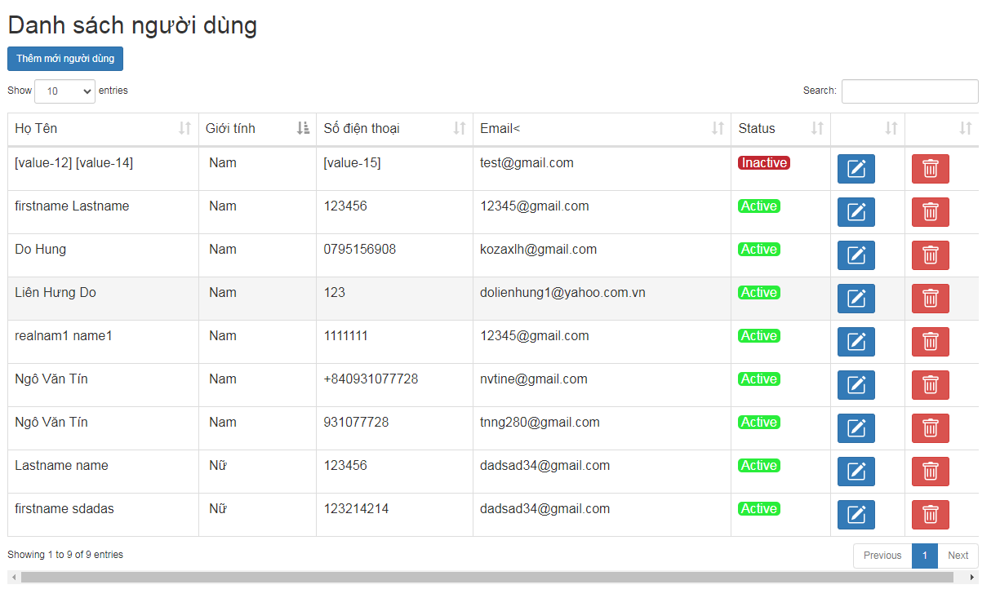 Danh sách người dùng
Thêm mới người dùng
Show 10 entries Search:
Họ Tên Giới tính Số điện thoại Email< Status
[value-12] [value-14] Nam [value-15] test@gmail.com Inactive
firstname Lastname Nam 123456 12345@gmail.com Active
Do Hung Nam 0795156908 kozaxlh@gmail.com Active
Liên Hưng Do Nam 123 dolienhung1@yahoo.com.vn Active
realnam1 name1 Nam 1111111 12345@gmail.com Active
Ngô Văn Tín Nam +840931077728 nvtine@gmail.com Active
Ngô Văn Tín Nam 931077728 tnng280@gmail.com Active
Lastname name Nữ 123456 dadsad34@gmail.com Active
firstname sdadas Nữ 123214214 dadsad34@gmail.com Active
Showing 1 to 9 of 9 entries Previous 1 Next